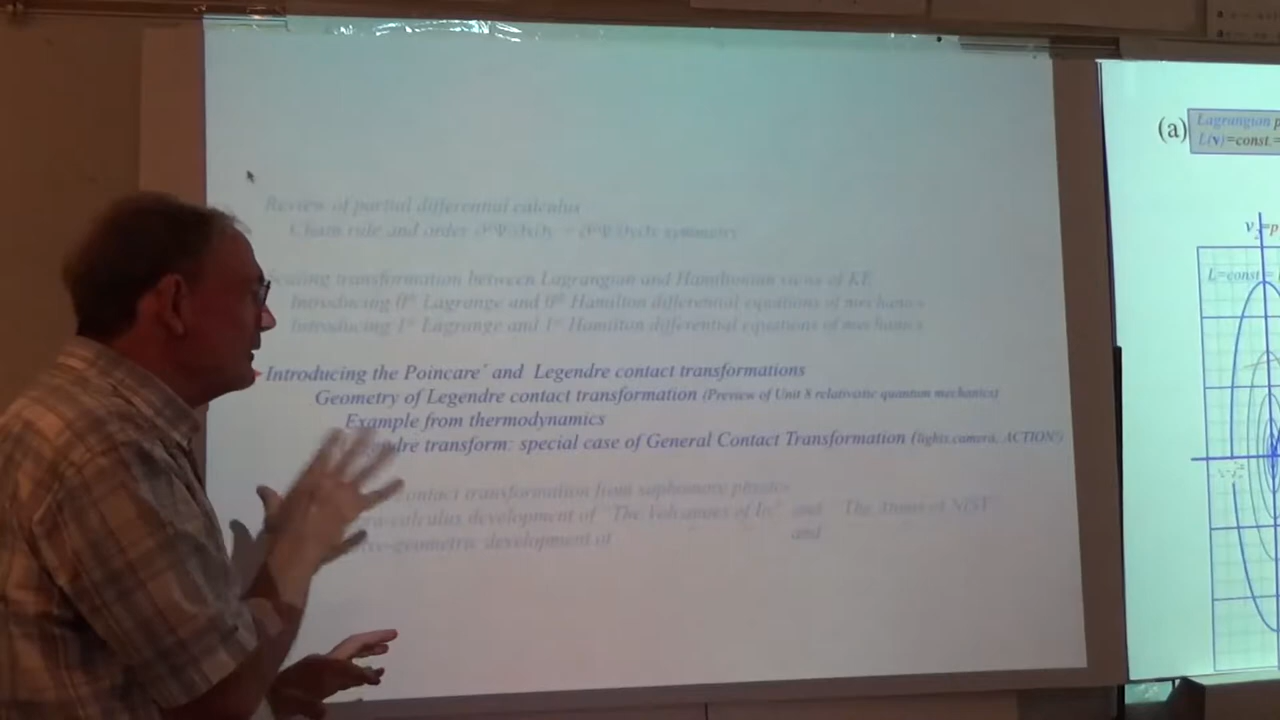 Review of partial differential calculus
Chain rule and order ∂²Ψ/∂x∂y = ∂²Ψ/∂y∂x symmetry
Scaling transformation between Lagrangian and Hamiltonian views of KE
Introducing 0th Lagrange and 0th Hamilton differential equations of mechanics
Introducing 1st Lagrange and 1st Hamilton differential equations of mechanics
Introducing the Poincare´ and Legendre contact transformations
Geometry of Legendre contact transformation (Preview of Unit 8 relativistic quantum mechanics)
Example from thermodynamics
endre transform: special case of General Contact Transformation (lights,camera, ACTION!)
contact transformation from sophomore physics
ra-calculus development of "The Volcanoes of Io" and The Atoms of NIST
ive-geometric development of and
(a)
Lagrangian p
L(v)=const.=
L=const =